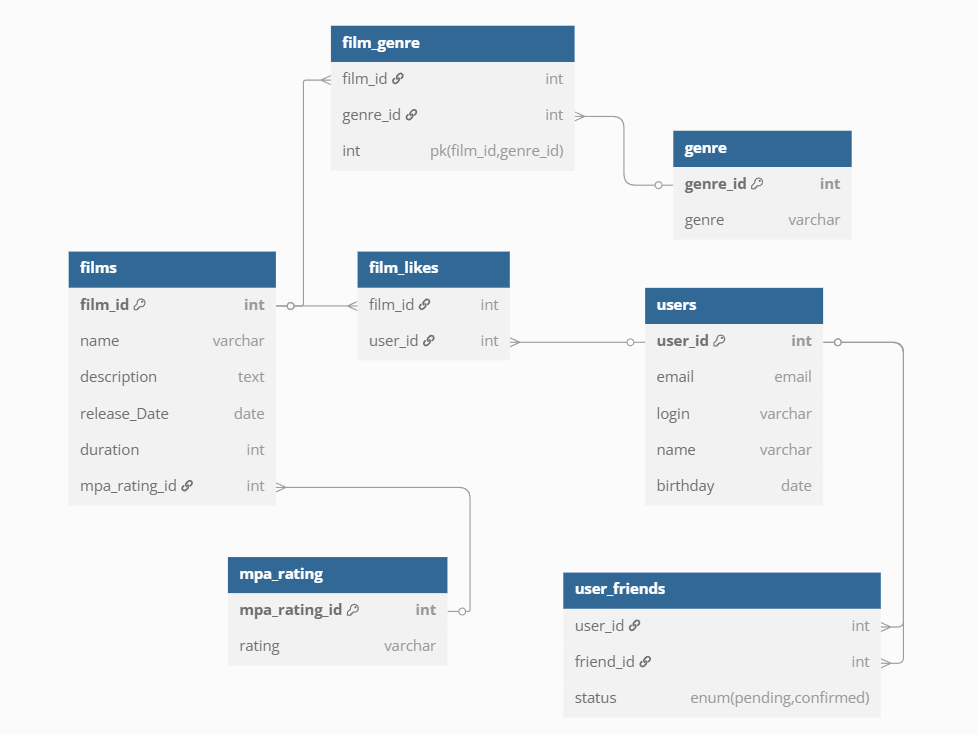 film_genre
film_id int
genre_id int
int pk(film_id,genre_id)
genre
genre_id int
genre varchar
films
film_id int
name varchar
description text
release_Date date
duration int
mpa_rating_id int
film_likes
film_id int
user_id int
users
user_id int
email email
login varchar
name varchar
birthday date
mpa_rating
mpa_rating_id int
rating varchar
user_friends
user_id int
friend_id int
status enum(pending,confirmed)